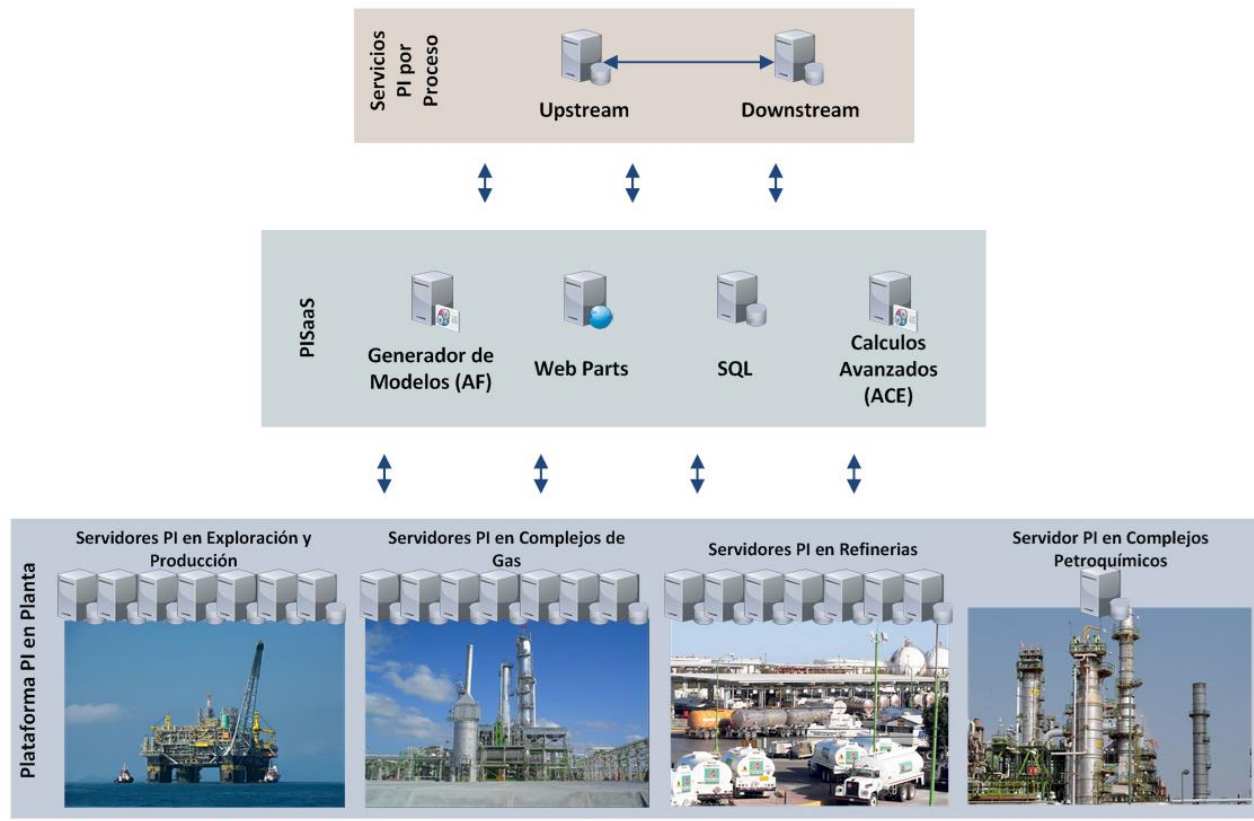 Servicios
PI por
Proceso
Upstream
Downstream
PISaaS
Generador de
Modelos (AF)
Web Parts
SQL
Calculos
Avanzados
(ACE)
Plataforma PI en Planta
Servidores PI en Exploración y
Producción
Servidores PI en Complejos de
Gas
Servidores PI en Refinerias
Servidor PI en Complejos
Petroquímicos